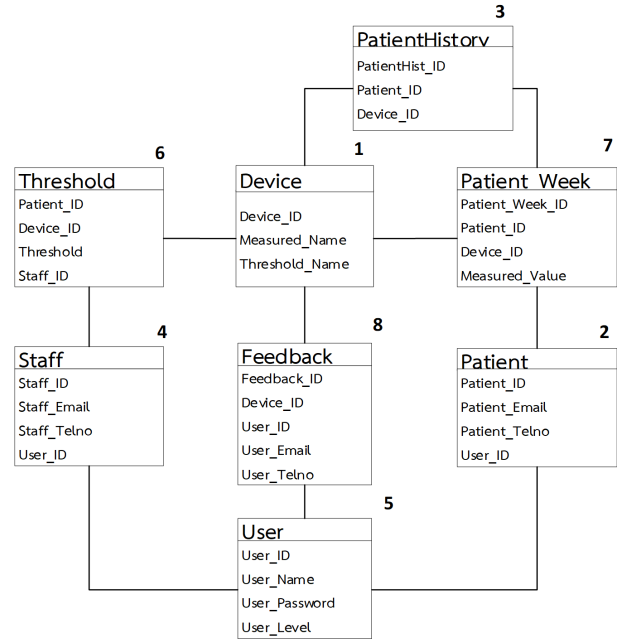 3
PatientHistory
PatientHist_ID
Patient_ID
Device_ID
6
Threshold
Patient_ID
Device_ID
Threshold
Staff_ID
1
Device
Device_ID
Measured_Name
Threshold_Name
7
Patient_Week
Patient_Week_ID
Patient_ID
Device_ID
Measured_Value
4
Staff
Staff_ID
Staff_Email
Staff_Telno
User_ID
8
Feedback
Feedback_ID
Device_ID
User_ID
User_Email
User_Telno
2
Patient
Patient_ID
Patient_Email
Patient_Telno
User_ID
5
User
User_ID
User_Name
User_Password
User_Level